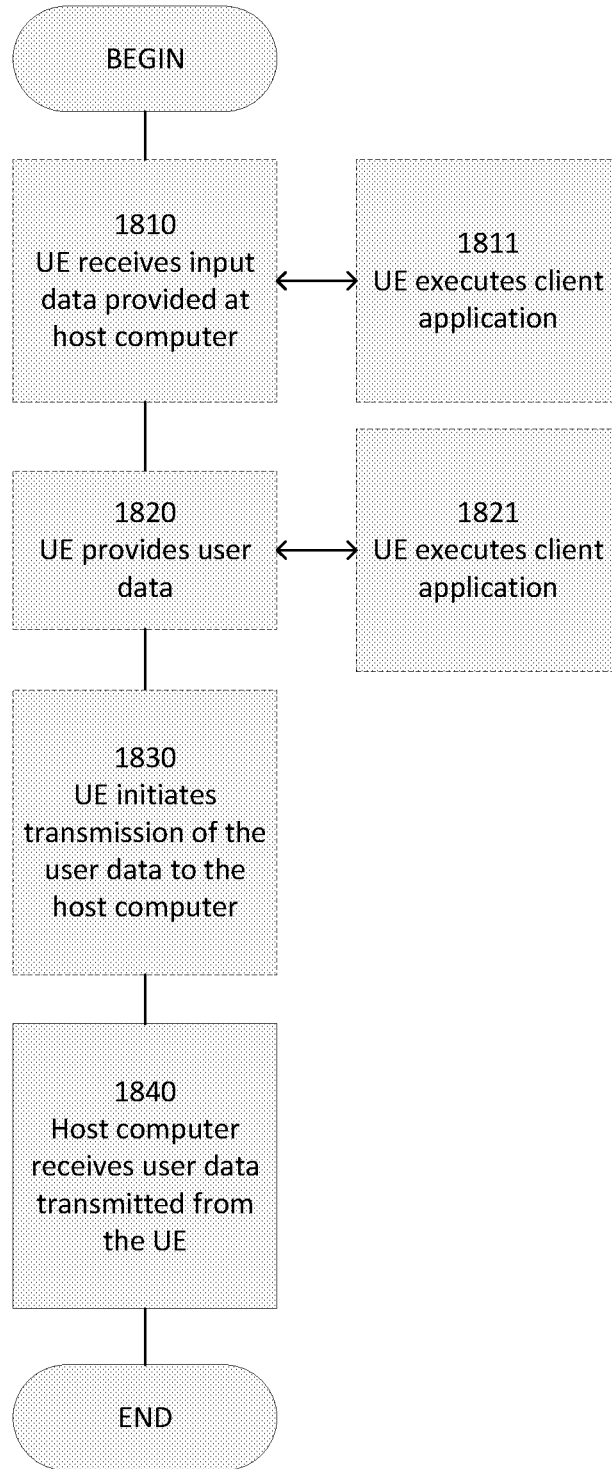 BEGIN
1810
UE receives input
data provided at
host computer
1811
UE executes client
application
1820
UE provides user
data
1821
UE executes client
application
1830
UE initiates
transmission of the
user data to the
host computer
1840
Host computer
receives user data
transmitted from
the UE
END